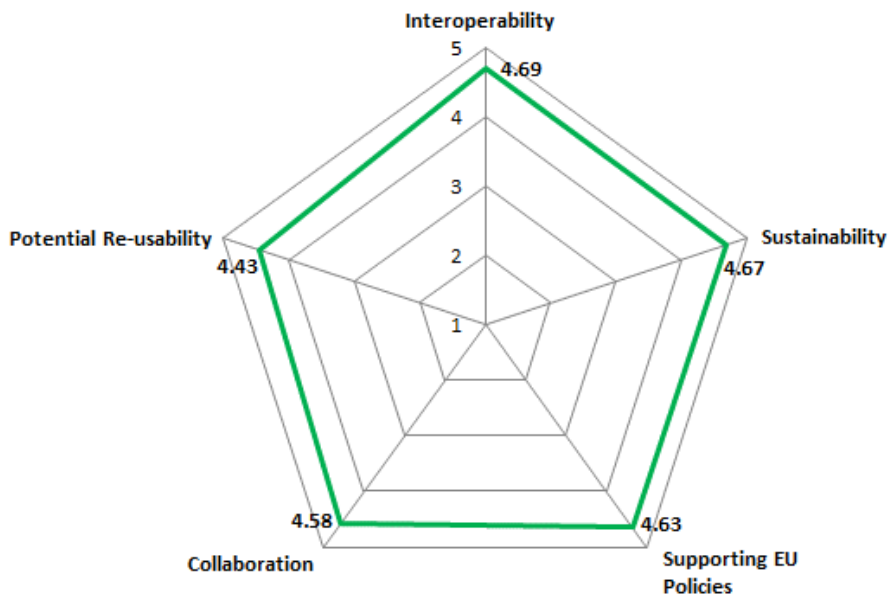 Interoperability
5
4.69
4
3
Potential Re-usability
Sustainability
4.43
4.67
2
1
4.58
4.63
Collaboration
Supporting EU
Policies